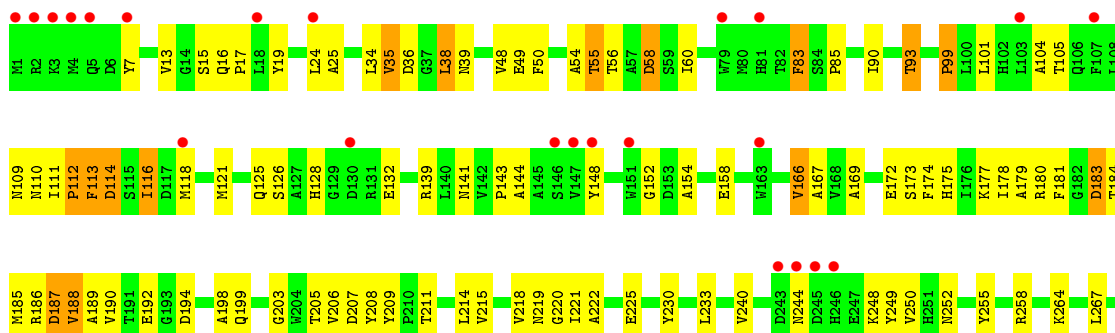 M1 R2 K3 M4 Q5 D6 Y7 V13 G14 S15 Q16 P17 L18 Y19 L24 A25 L34 V35 D36 G37 L38 N39 V48 E49 F50 A54 T55 T56 A57 D58 S59 I60 W79 M80 H81 T82 F83 S84 P85 I90 T93 P99 L100 L101 H102 L103 A104 T105 Q106 F107 L108
N109 N110 I111 P112 F113 D114 S115 I116 D117 M118 M121 Q125 S126 A127 H128 G129 D130 R131 E132 R139 L140 N141 V142 P143 A144 A145 S146 V147 Y148 W151 G152 D153 A154 E158 W163 V166 A167 V168 A169 E172 S173 F174 H175 I176 K177 I178 A179 R180 F181 G182 D183 T184
M185 R186 D187 V188 A189 V190 T191 E192 G193 D194 A198 Q199 G203 W204 T205 V206 D207 Y208 Y209 P210 T211 L214 V215 V218 N219 G220 I221 A222 E225 Y230 L233 V240 D243 N244 D245 H246 E247 K248 Y249 Y250 H251 N252 Y255 R258 K264 L267